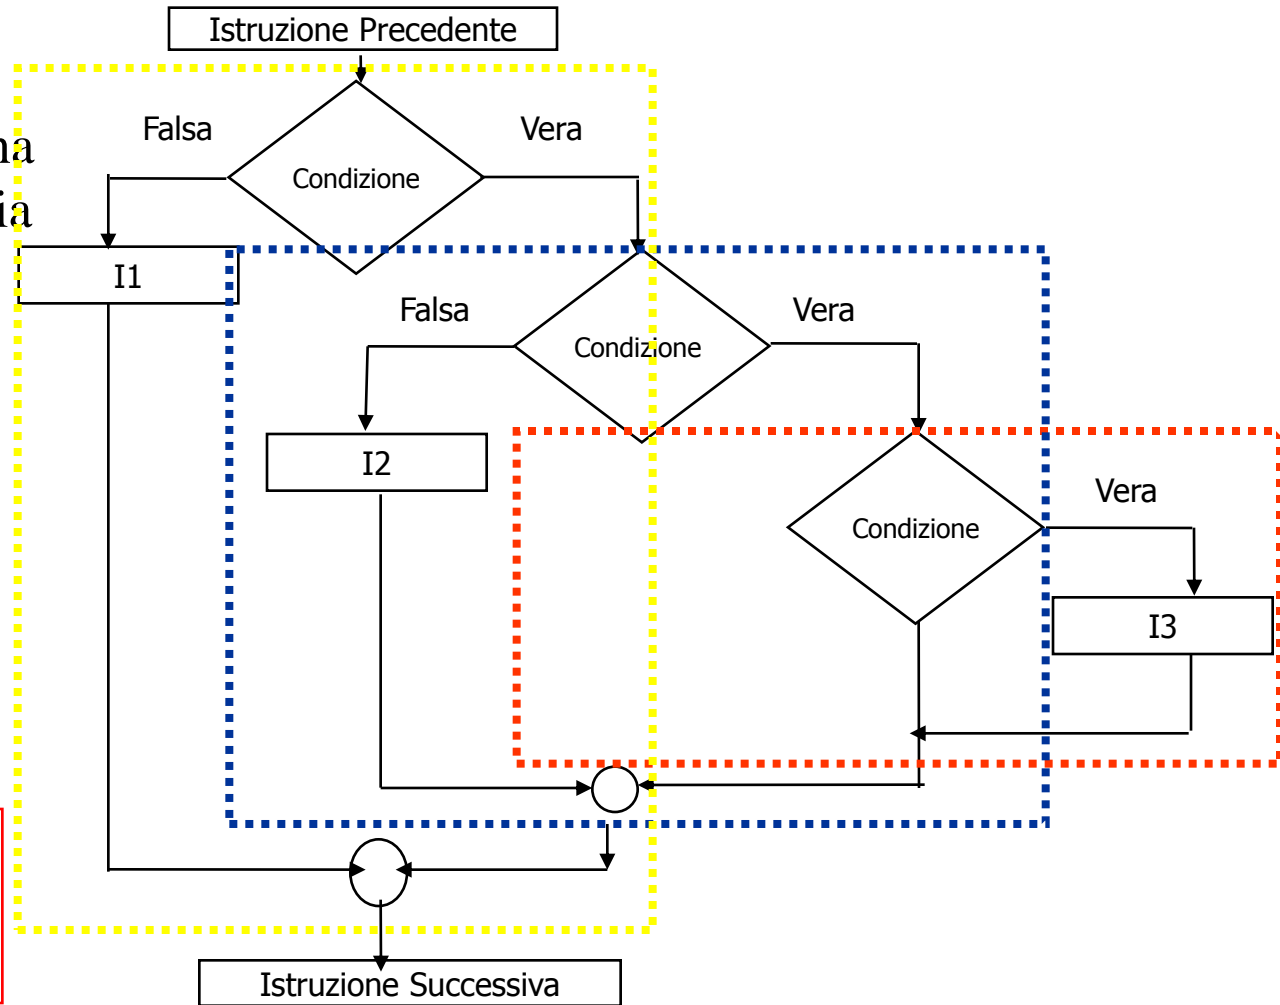 Istruzione Precedente
Falsa
Vera
Condizione
I1
Falsa
Vera
Condizione
I2
Vera
Condizione
I3
Istruzione Successiva